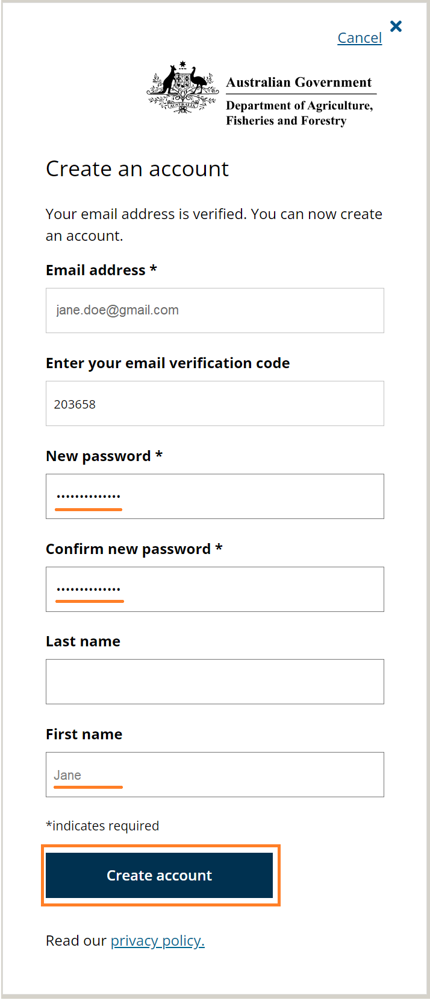 Cancel
AUSTRALIA
Australian Government
Department of Agriculture,
Fisheries and Forestry
Create an account
Your email address is verified. You can now create
an account.
Email address *
jane.doe@gmail.com
Enter your email verification code
203658
New password *
••••••••••••••
Confirm new password *
••••••••••••••
Last name
First name
Jane
*indicates required
Create account
Read our privacy policy.